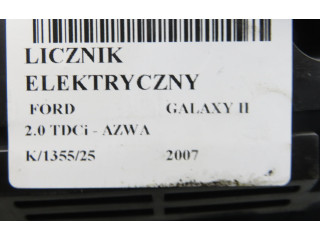 LICZNIK
ELEKTRYCZNY
FORD GALAXY II
2.0 TDCi - AZWA
K/1355/25 2007